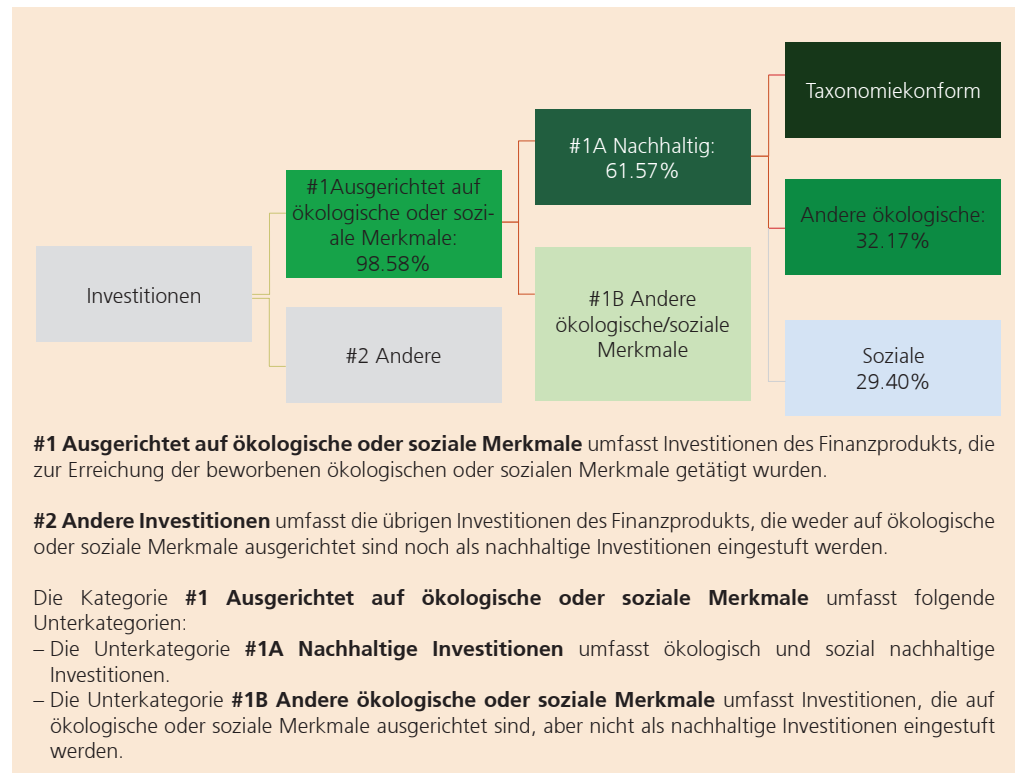 Investitionen
#1Ausgerichtet auf
ökologische oder sozi-
ale Merkmale:
98.58%
#2 Andere
#1A Nachhaltig:
61.57%
#1B Andere
ökologische/soziale
Merkmale
Taxonomiekonform
Andere ökologische:
32.17%
Soziale
29.40%
#1 Ausgerichtet auf ökologische oder soziale Merkmale umfasst Investitionen des Finanzprodukts, die
zur Erreichung der beworbenen ökologischen oder sozialen Merkmale getätigt wurden.
#2 Andere Investitionen umfasst die übrigen Investitionen des Finanzprodukts, die weder auf ökologische
oder soziale Merkmale ausgerichtet sind noch als nachhaltige Investitionen eingestuft werden.
Die Kategorie #1 Ausgerichtet auf ökologische oder soziale Merkmale umfasst folgende
Unterkategorien:
– Die Unterkategorie #1A Nachhaltige Investitionen umfasst ökologisch und sozial nachhaltige
Investitionen.
– Die Unterkategorie #1B Andere ökologische oder soziale Merkmale umfasst Investitionen, die auf
ökologische oder soziale Merkmale ausgerichtet sind, aber nicht als nachhaltige Investitionen eingestuft
werden.